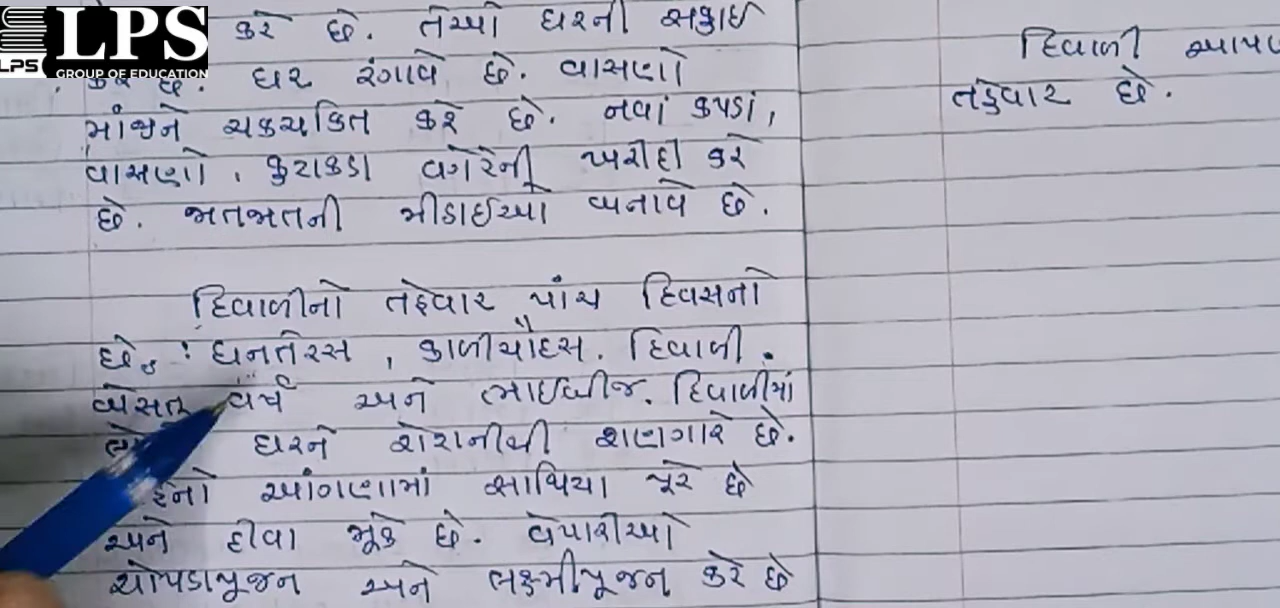 LPS
LPS
GROUP OF EDUCATION
કરે છે. તેઓ ઘરની સફાઈ
કરે છે. ઘર રંગાવે છે. વાસણો
માંજીને ચકચકિત કરે છે. નવાં કપડાં,
વાસણો, ફટાકડા વગેરેની ખરીદી કરે
છે. જાતજાતની મીઠાઈઓ બનાવે છે.
દિવાળીનો તહેવાર પાંચ દિવસનો
છે. : ધનતેરસ, કાળીચૌદસ. દિવાળી.
બેસતુ વર્ષ અને ભાઈબીજ. દિવાળીમાં
ઘરને રોશનીથી શણગારે છે.
આંગણામાં સાથિયા પૂરે છે
અને દીવા મૂકે છે. વેપારીઓ
ચોપડાપૂજન અને લક્ષ્મીપૂજન કરે છે
દિવાળી
તહેવાર છે.